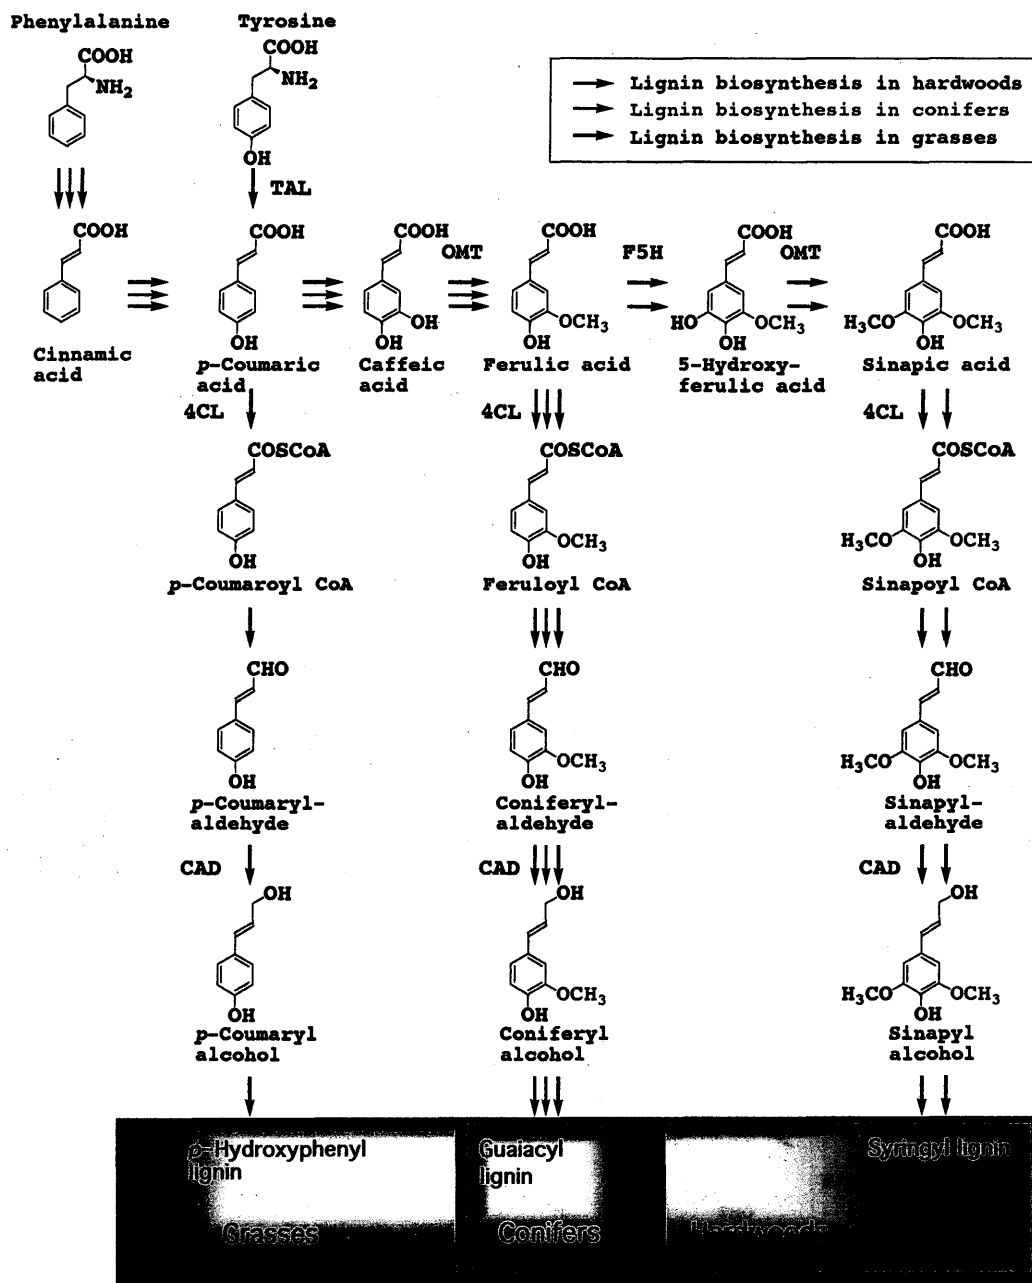 Phenylalanine
Tyrosine
COOH
NH2
COOH
NH2
OH
→ Lignin biosynthesis in hardwoods
→ Lignin biosynthesis in conifers
→ Lignin biosynthesis in grasses
TAL
COOH
COOH
COOH
OMT
COOH
F5H
COOH
OMT
COOH
OH
OH
OH
OCH3
OH
HO
OCH3
OH
H3CO
OCH3
OH
Cinnamic
acid
p-Coumaric
acid
Caffeic
acid
Ferulic acid
5-Hydroxy-
ferulic acid
Sinapic acid
4CL
4CL
4CL
COSCoA
COSCoA
COSCoA
OH
OCH3
OH
H3CO
OCH3
OH
p-Coumaroyl CoA
Feruloyl CoA
Sinapoyl CoA
CHO
CHO
CHO
OH
OCH3
OH
H3CO
OCH3
OH
p-Coumaryl-
aldehyde
Coniferyl-
aldehyde
Sinapyl-
aldehyde
CAD
CAD
CAD
OH
OH
OH
OH
OCH3
OH
H3CO
OCH3
OH
p-Coumaryl
alcohol
Coniferyl
alcohol
Sinapyl
alcohol
p-Hydroxyphenyl
lignin
Guaiacyl
lignin
Syringyl lignin
Grasses
Conifers
Hardwoods